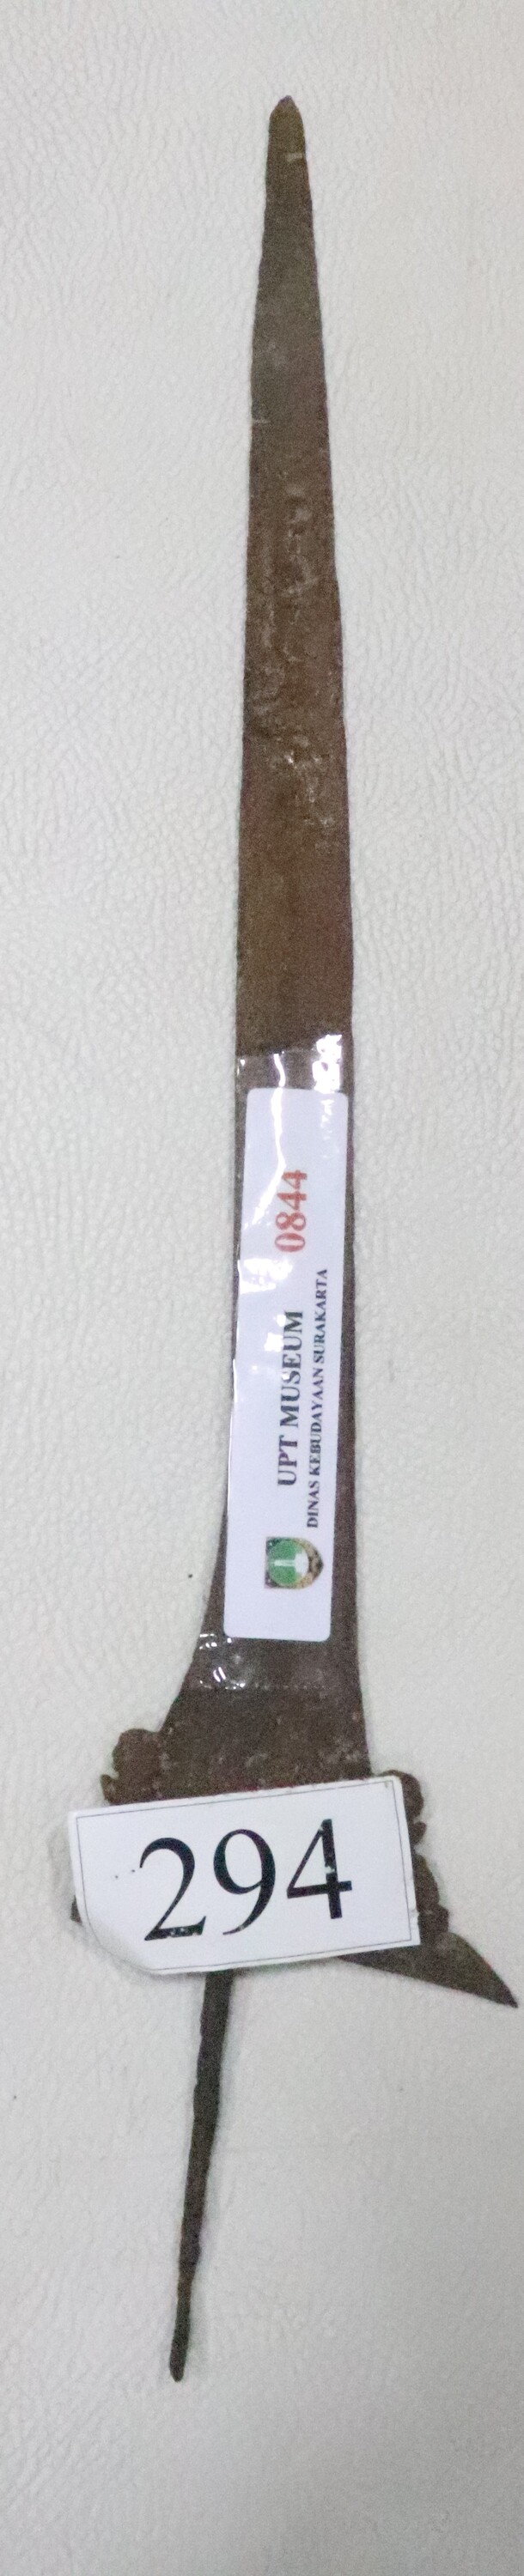 UPT MUSEUM 0844
DINAS KEBUDAYAAN SURAKARTA
294